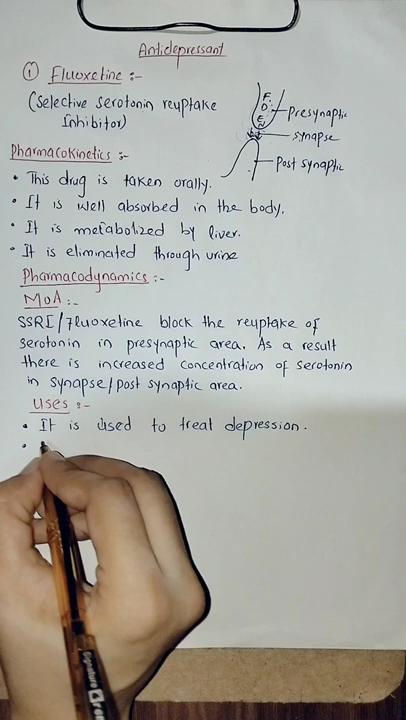 Antidepressant
① Fluoxetine :-
(Selective serotonin reuptake
Inhibitor)
Presynaptic
synapse
Post synaptic
Pharmacokinetics :-
• This drug is taken orally.
• It is well absorbed in the body.
• It is metabolized by liver.
• It is eliminated through urine
Pharmacodynamics :-
MOA :-
SSRI/Fluoxetine block the reuptake of
serotonin in presynaptic area. As a result
there is increased concentration of serotonin
in synapse/post synaptic area.
Uses :-
• It is used to treat depression.
•
Signature